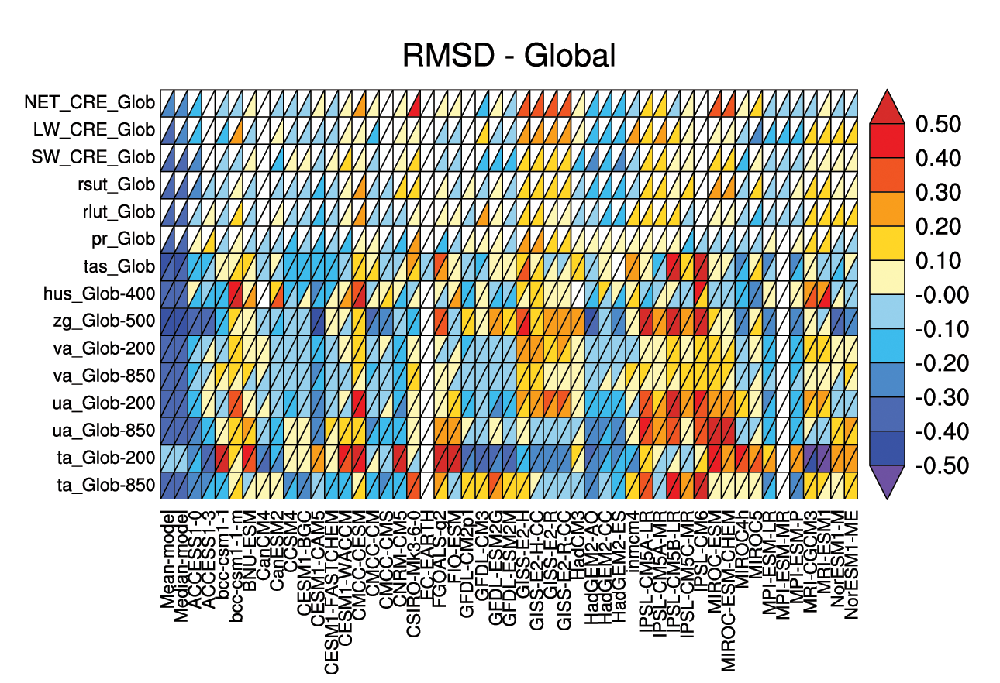 RMSD - Global
NET_CRE_Glob
LW_CRE_Glob
SW_CRE_Glob
rsut_Glob
rlut_Glob
pr_Glob
tas_Glob
hus_Glob-400
zg_Glob-500
va_Glob-200
va_Glob-850
ua_Glob-200
ua_Glob-850
ta_Glob-200
ta_Glob-850
0.50
0.40
0.30
0.20
0.10
-0.00
-0.10
-0.20
-0.30
-0.40
-0.50
Mean-model
Median-model
ACCESS1-0
ACCESS1-3
bcc-csm1-1
bcc-csm1-1-m
BNU-ESM
CanCM4
CanESM2
CCSM4
CESM1-BGC
CESM1-CAM5
CESM1-FASTCHEM
CESM1-WACCM
CMCC-CESM
CMCC-CM
CMCC-CMS
CNRM-CM5
CSIRO-Mk3-6-0
EC-EARTH
FGOALS-g2
FIO-ESM
GFDL-CM2p1
GFDL-CM3
GFDL-ESM2G
GFDL-ESM2M
GISS-E2-H
GISS-E2-H-CC
GISS-E2-R
GISS-E2-R-CC
HadCM3
HadGEM2-AO
HadGEM2-CC
HadGEM2-ES
inmcm4
IPSL-CM5A-LR
IPSL-CM5A-MR
IPSL-CM5B-LR
IPSL-CM5C-MR
IPSL-CM6
MIROC-ESM
MIROC-ESM-CHEM
MIROC4h
MIROC5
MPI-ESM-LR
MPI-ESM-MR
MPI-ESM-P
MRI-CGCM3
MRI-ESM1
NorESM1-M
NorESM1-ME